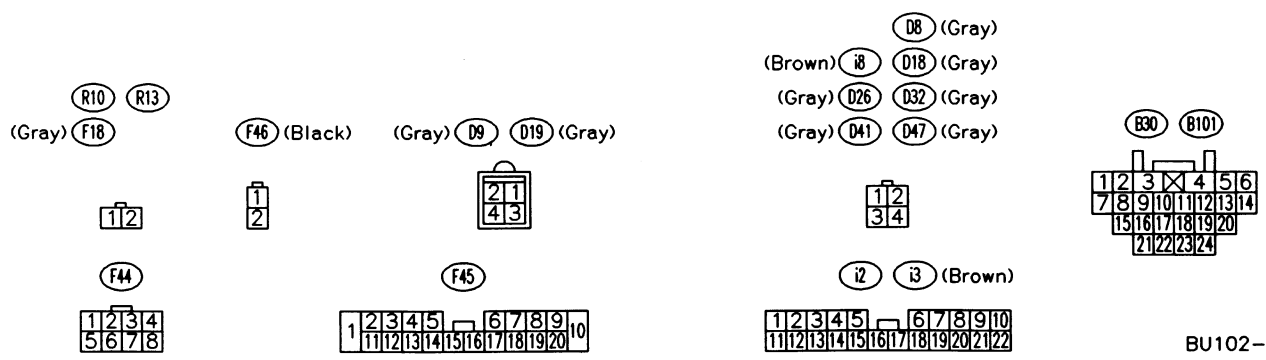 D8 (Gray)
(Brown) i8 D18 (Gray)
R10 R13 (Gray) D26 D32 (Gray)
(Gray) F18 F46 (Black) (Gray) D9 D19 (Gray) (Gray) D41 D47 (Gray) B30 B101
1 2
1
2
2 1
4 3
1 2
3 4
1 2 3 4 5 6
7 8 9 10 11 12 13 14
15 16 17 18 19 20
21 22 23 24
F44 F45 i2 i3 (Brown)
1 2 3 4
5 6 7 8
1 2 3 4 5 6 7 8 9 10
11 12 13 14 15 16 17 18 19 20
1 2 3 4 5 6 7 8 9 10
11 12 13 14 15 16 17 18 19 20 21 22
BU102-